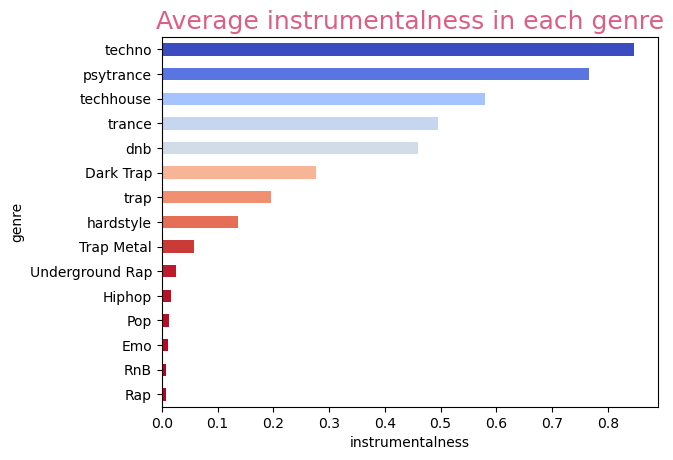 Average instrumentalness in each genre
techno
psytrance
techhouse
trance
dnb
Dark Trap
trap
hardstyle
Trap Metal
Underground Rap
Hiphop
Pop
Emo
RnB
Rap
genre
0.0 0.1 0.2 0.3 0.4 0.5 0.6 0.7 0.8
instrumentalness